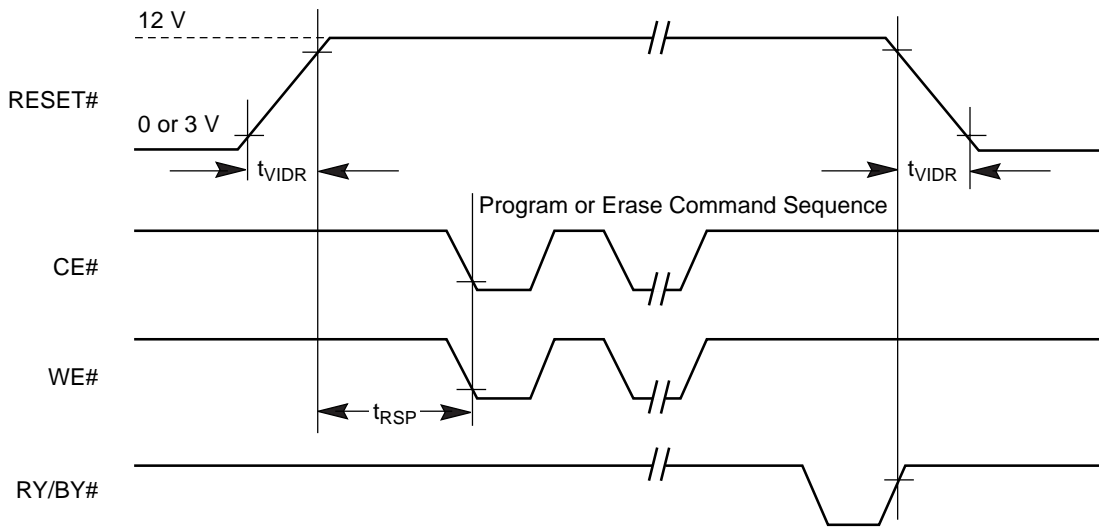 12 V
RESET#
0 or 3 V
tVIDR
tVIDR
Program or Erase Command Sequence
CE#
WE#
tRSP
RY/BY#